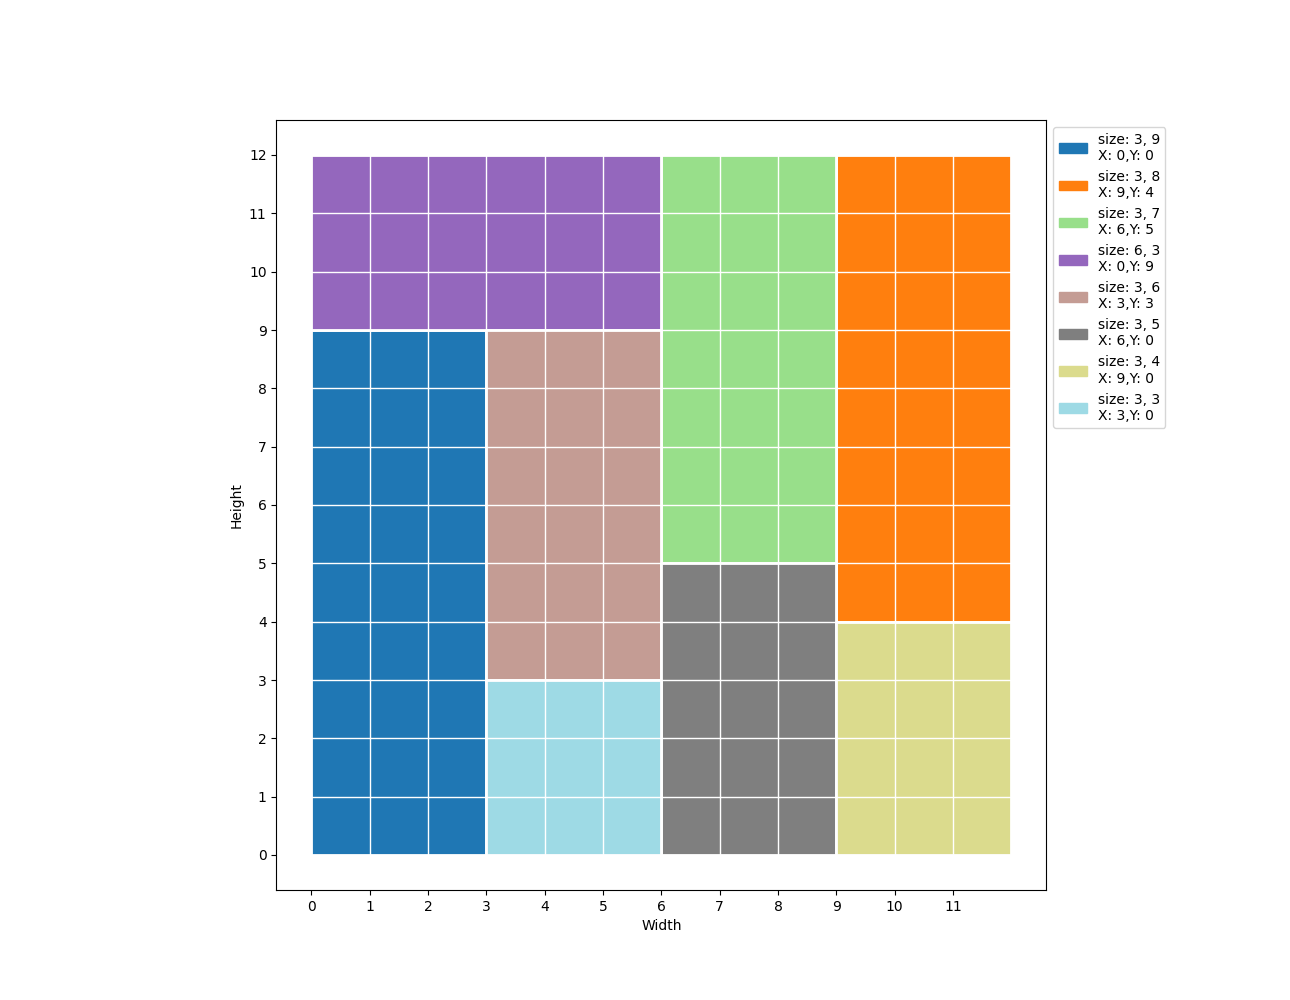 12
11
10
9
8
7
6
5
4
3
2
1
0
Height
0 1 2 3 4 5 6 7 8 9 10 11
Width
size: 3, 9
X: 0,Y: 0
size: 3, 8
X: 9,Y: 4
size: 3, 7
X: 6,Y: 5
size: 6, 3
X: 0,Y: 9
size: 3, 6
X: 3,Y: 3
size: 3, 5
X: 6,Y: 0
size: 3, 4
X: 9,Y: 0
size: 3, 3
X: 3,Y: 0